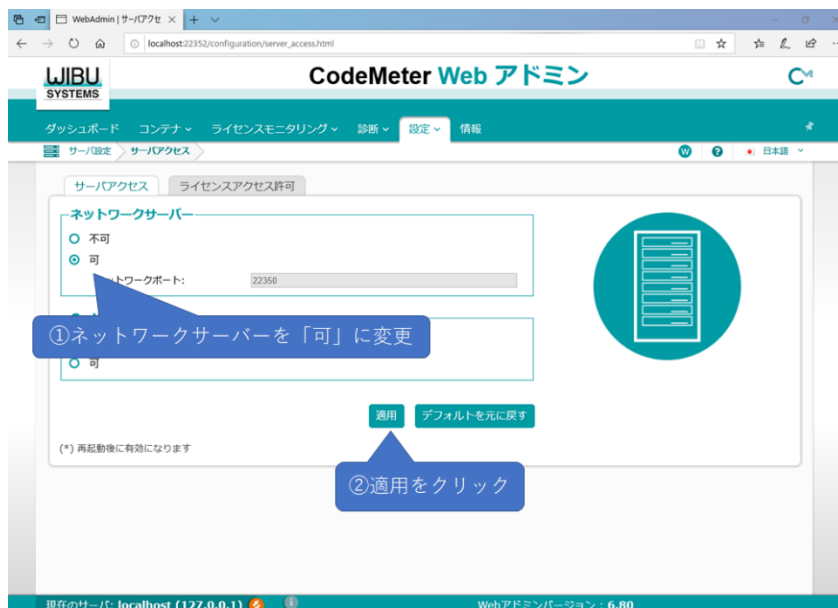 WebAdmin | サーバアクセ
localhost:22352/configuration/server_access.html
WIBU
SYSTEMS
CodeMeter Web アドミン
ダッシュボード コンテナ ライセンスモニタリング 診断 設定 情報
サーバ設定 サーバアクセス
日本語
サーバアクセス ライセンスアクセス許可
ネットワークサーバー
不可
可
トワークポート: 22350
①ネットワークサーバーを「可」に変更
可
適用 デフォルトを元に戻す
(*) 再起動後に有効になります
②適用をクリック
現在のサーバ: localhost (127.0.0.1) Webアドミンバージョン : 6.80